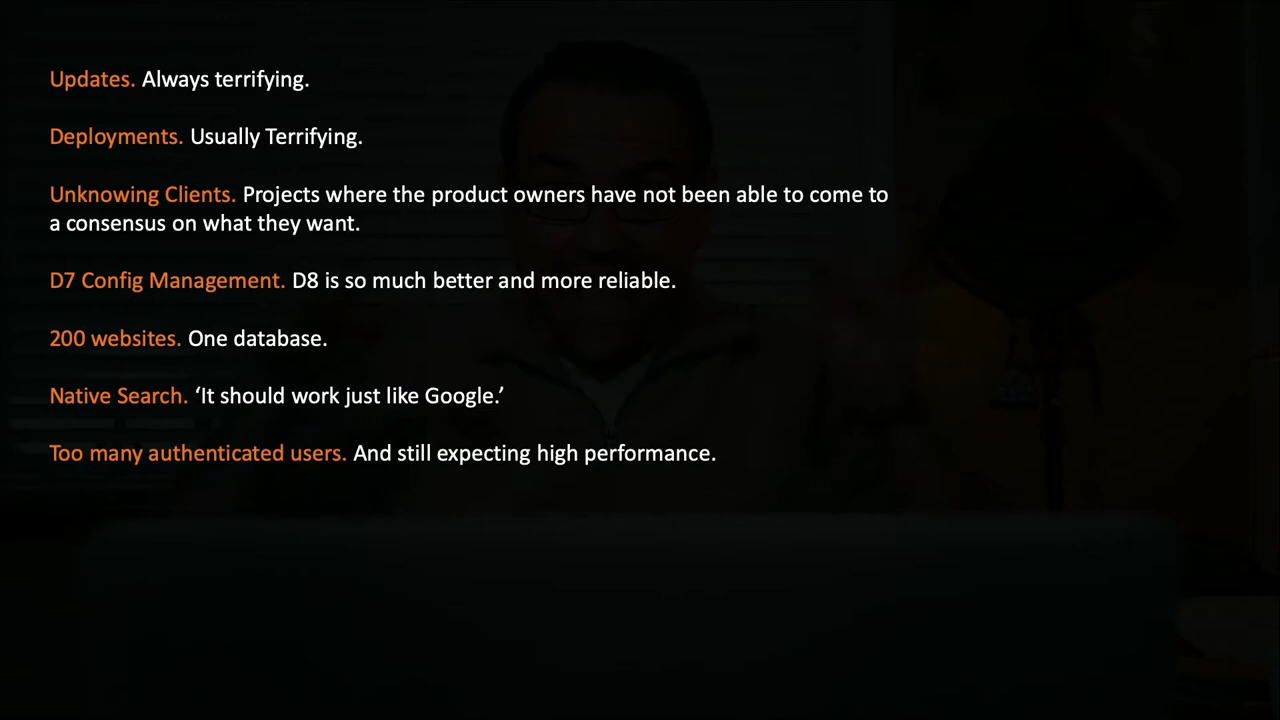 Updates. Always terrifying.
Deployments. Usually Terrifying.
Unknowing Clients. Projects where the product owners have not been able to come to
a consensus on what they want.
D7 Config Management. D8 is so much better and more reliable.
200 websites. One database.
Native Search. ‘It should work just like Google.’
Too many authenticated users. And still expecting high performance.